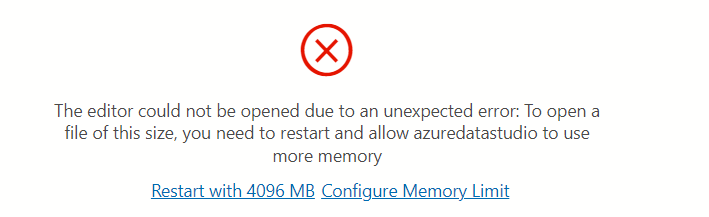 The editor could not be opened due to an unexpected error: To open a
file of this size, you need to restart and allow azuredatastudio to use
more memory
Restart with 4096 MB Configure Memory Limit